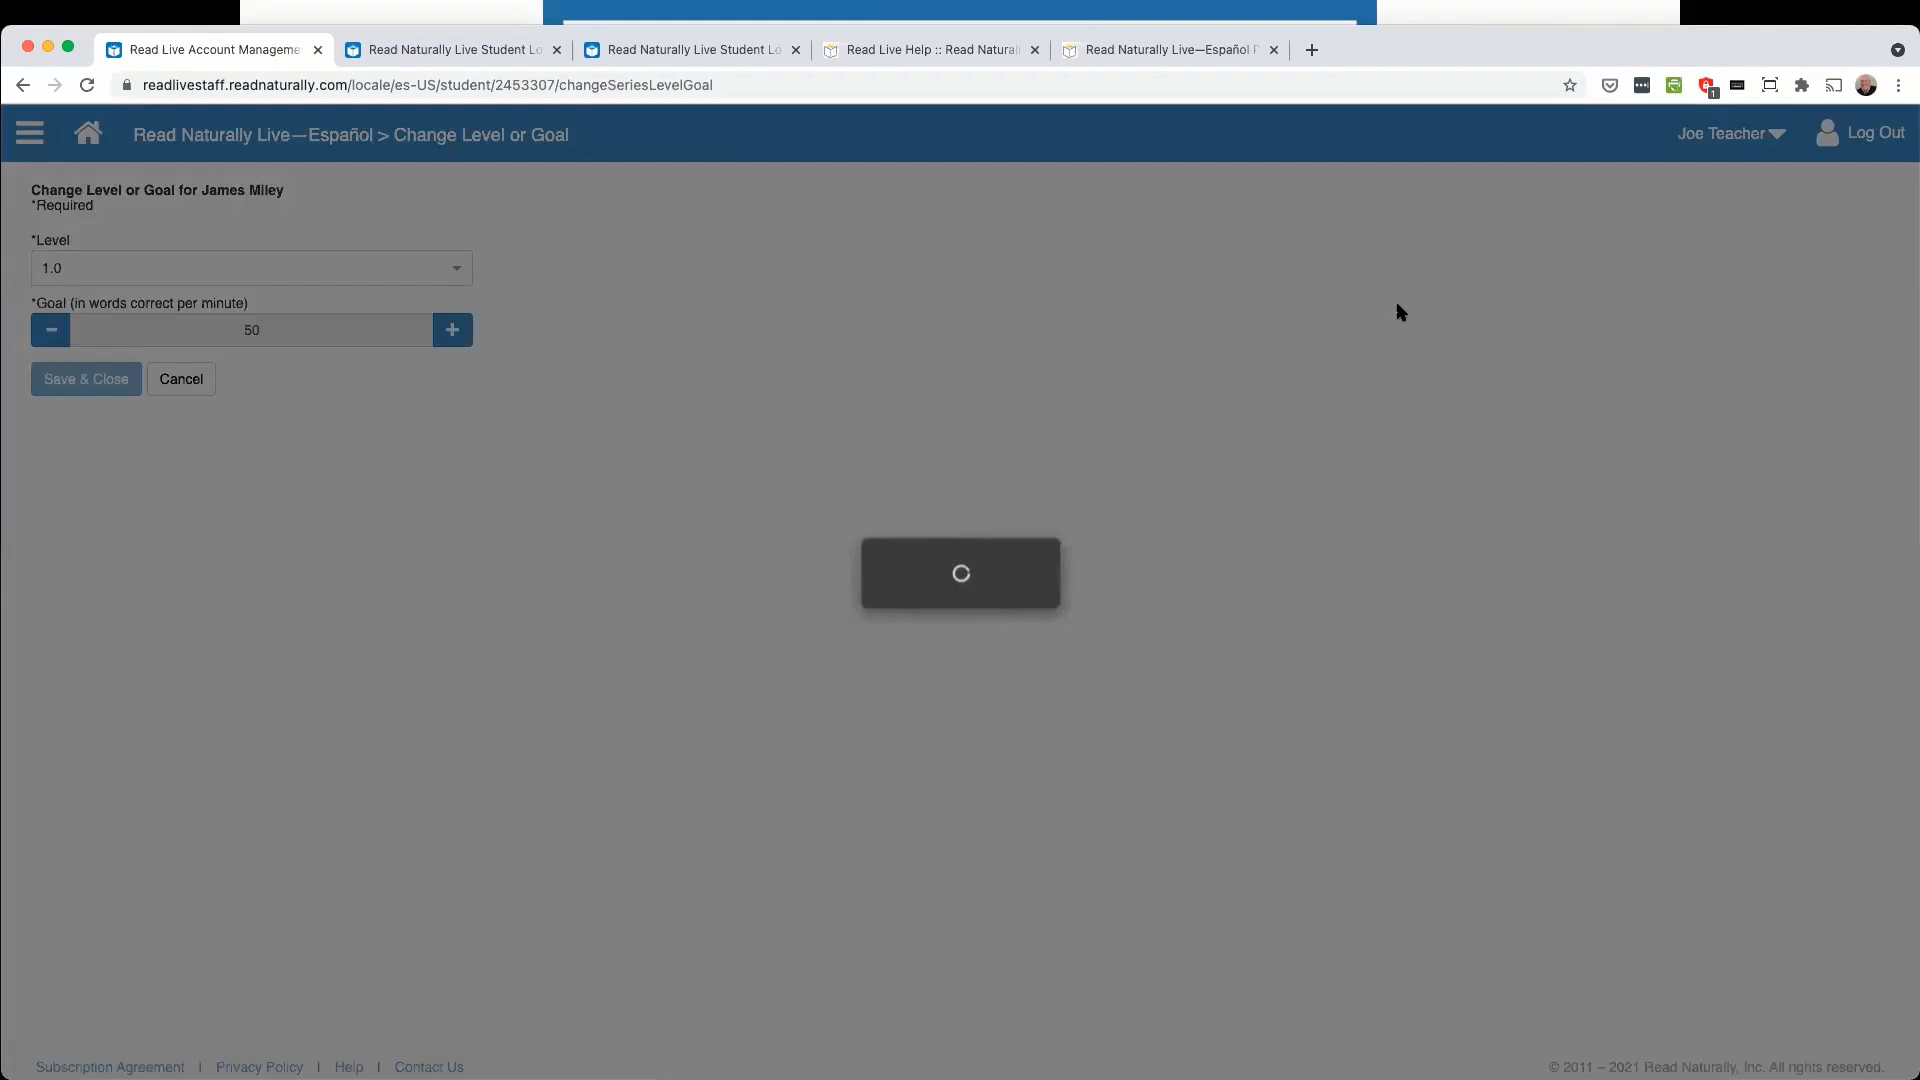 Read Live Account Manageme
Read Naturally Live Student Lo
Read Naturally Live Student Lo
Read Live Help :: Read Natural
Read Naturally Live—Español F
readlivestaff.readnaturally.com/locale/es-US/student/2453307/changeSeriesLevelGoal
1
Read Naturally Live—Español > Change Level or Goal
Joe Teacher
Log Out
Change Level or Goal for James Miley
*Required
*Level
1.0
*Goal (in words correct per minute)
50
Save & Close
Cancel
Subscription Agreement | Privacy Policy | Help | Contact Us
© 2011 – 2021 Read Naturally, Inc. All rights reserved.